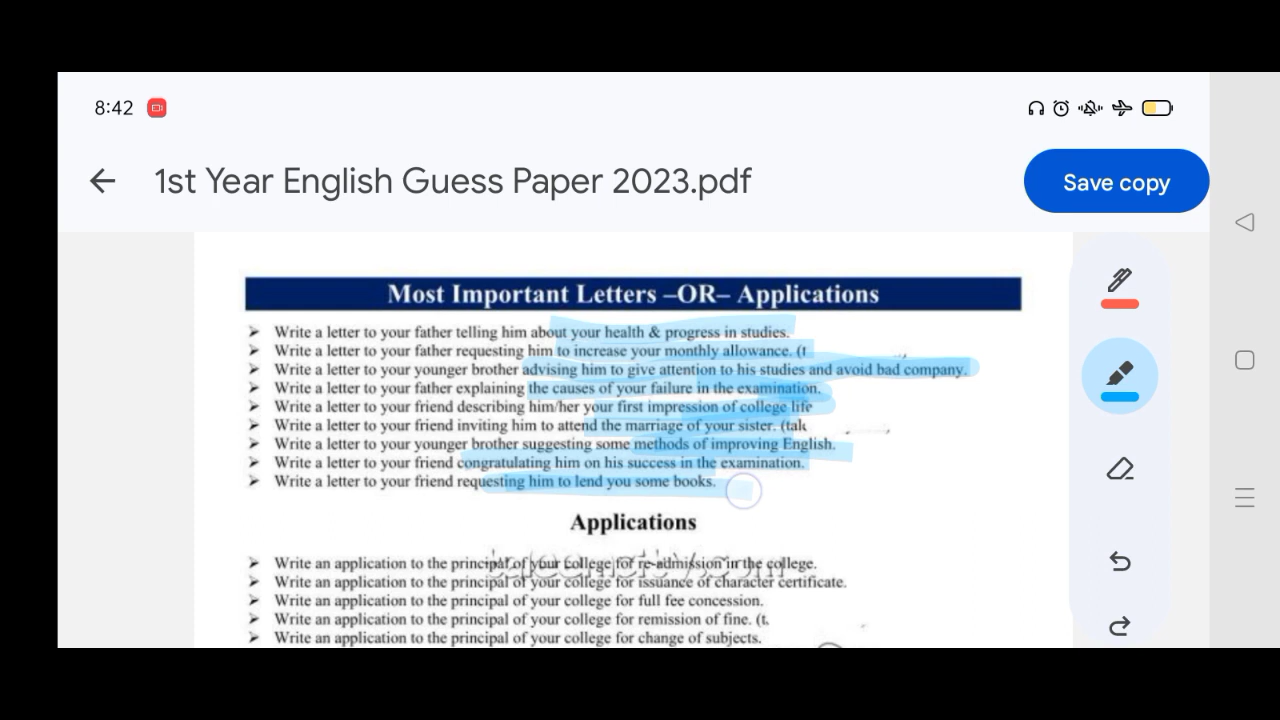 8:42
1st Year English Guess Paper 2023.pdf
Save copy
Most Important Letters –OR– Applications
➢ Write a letter to your father telling him about your health & progress in studies.
➢ Write a letter to your father requesting him to increase your monthly allowance. (t
➢ Write a letter to your younger brother advising him to give attention to his studies and avoid bad company.
➢ Write a letter to your father explaining the causes of your failure in the examination.
➢ Write a letter to your friend describing him/her your first impression of college life
➢ Write a letter to your friend inviting him to attend the marriage of your sister. (tak
➢ Write a letter to your younger brother suggesting some methods of improving English.
➢ Write a letter to your friend congratulating him on his success in the examination.
➢ Write a letter to your friend requesting him to lend you some books.
Applications
➢ Write an application to the principal of your college for re-admission in the college.
➢ Write an application to the principal of your college for issuance of character certificate.
➢ Write an application to the principal of your college for full fee concession.
➢ Write an application to the principal of your college for remission of fine. (t.
➢ Write an application to the principal of your college for change of subjects.